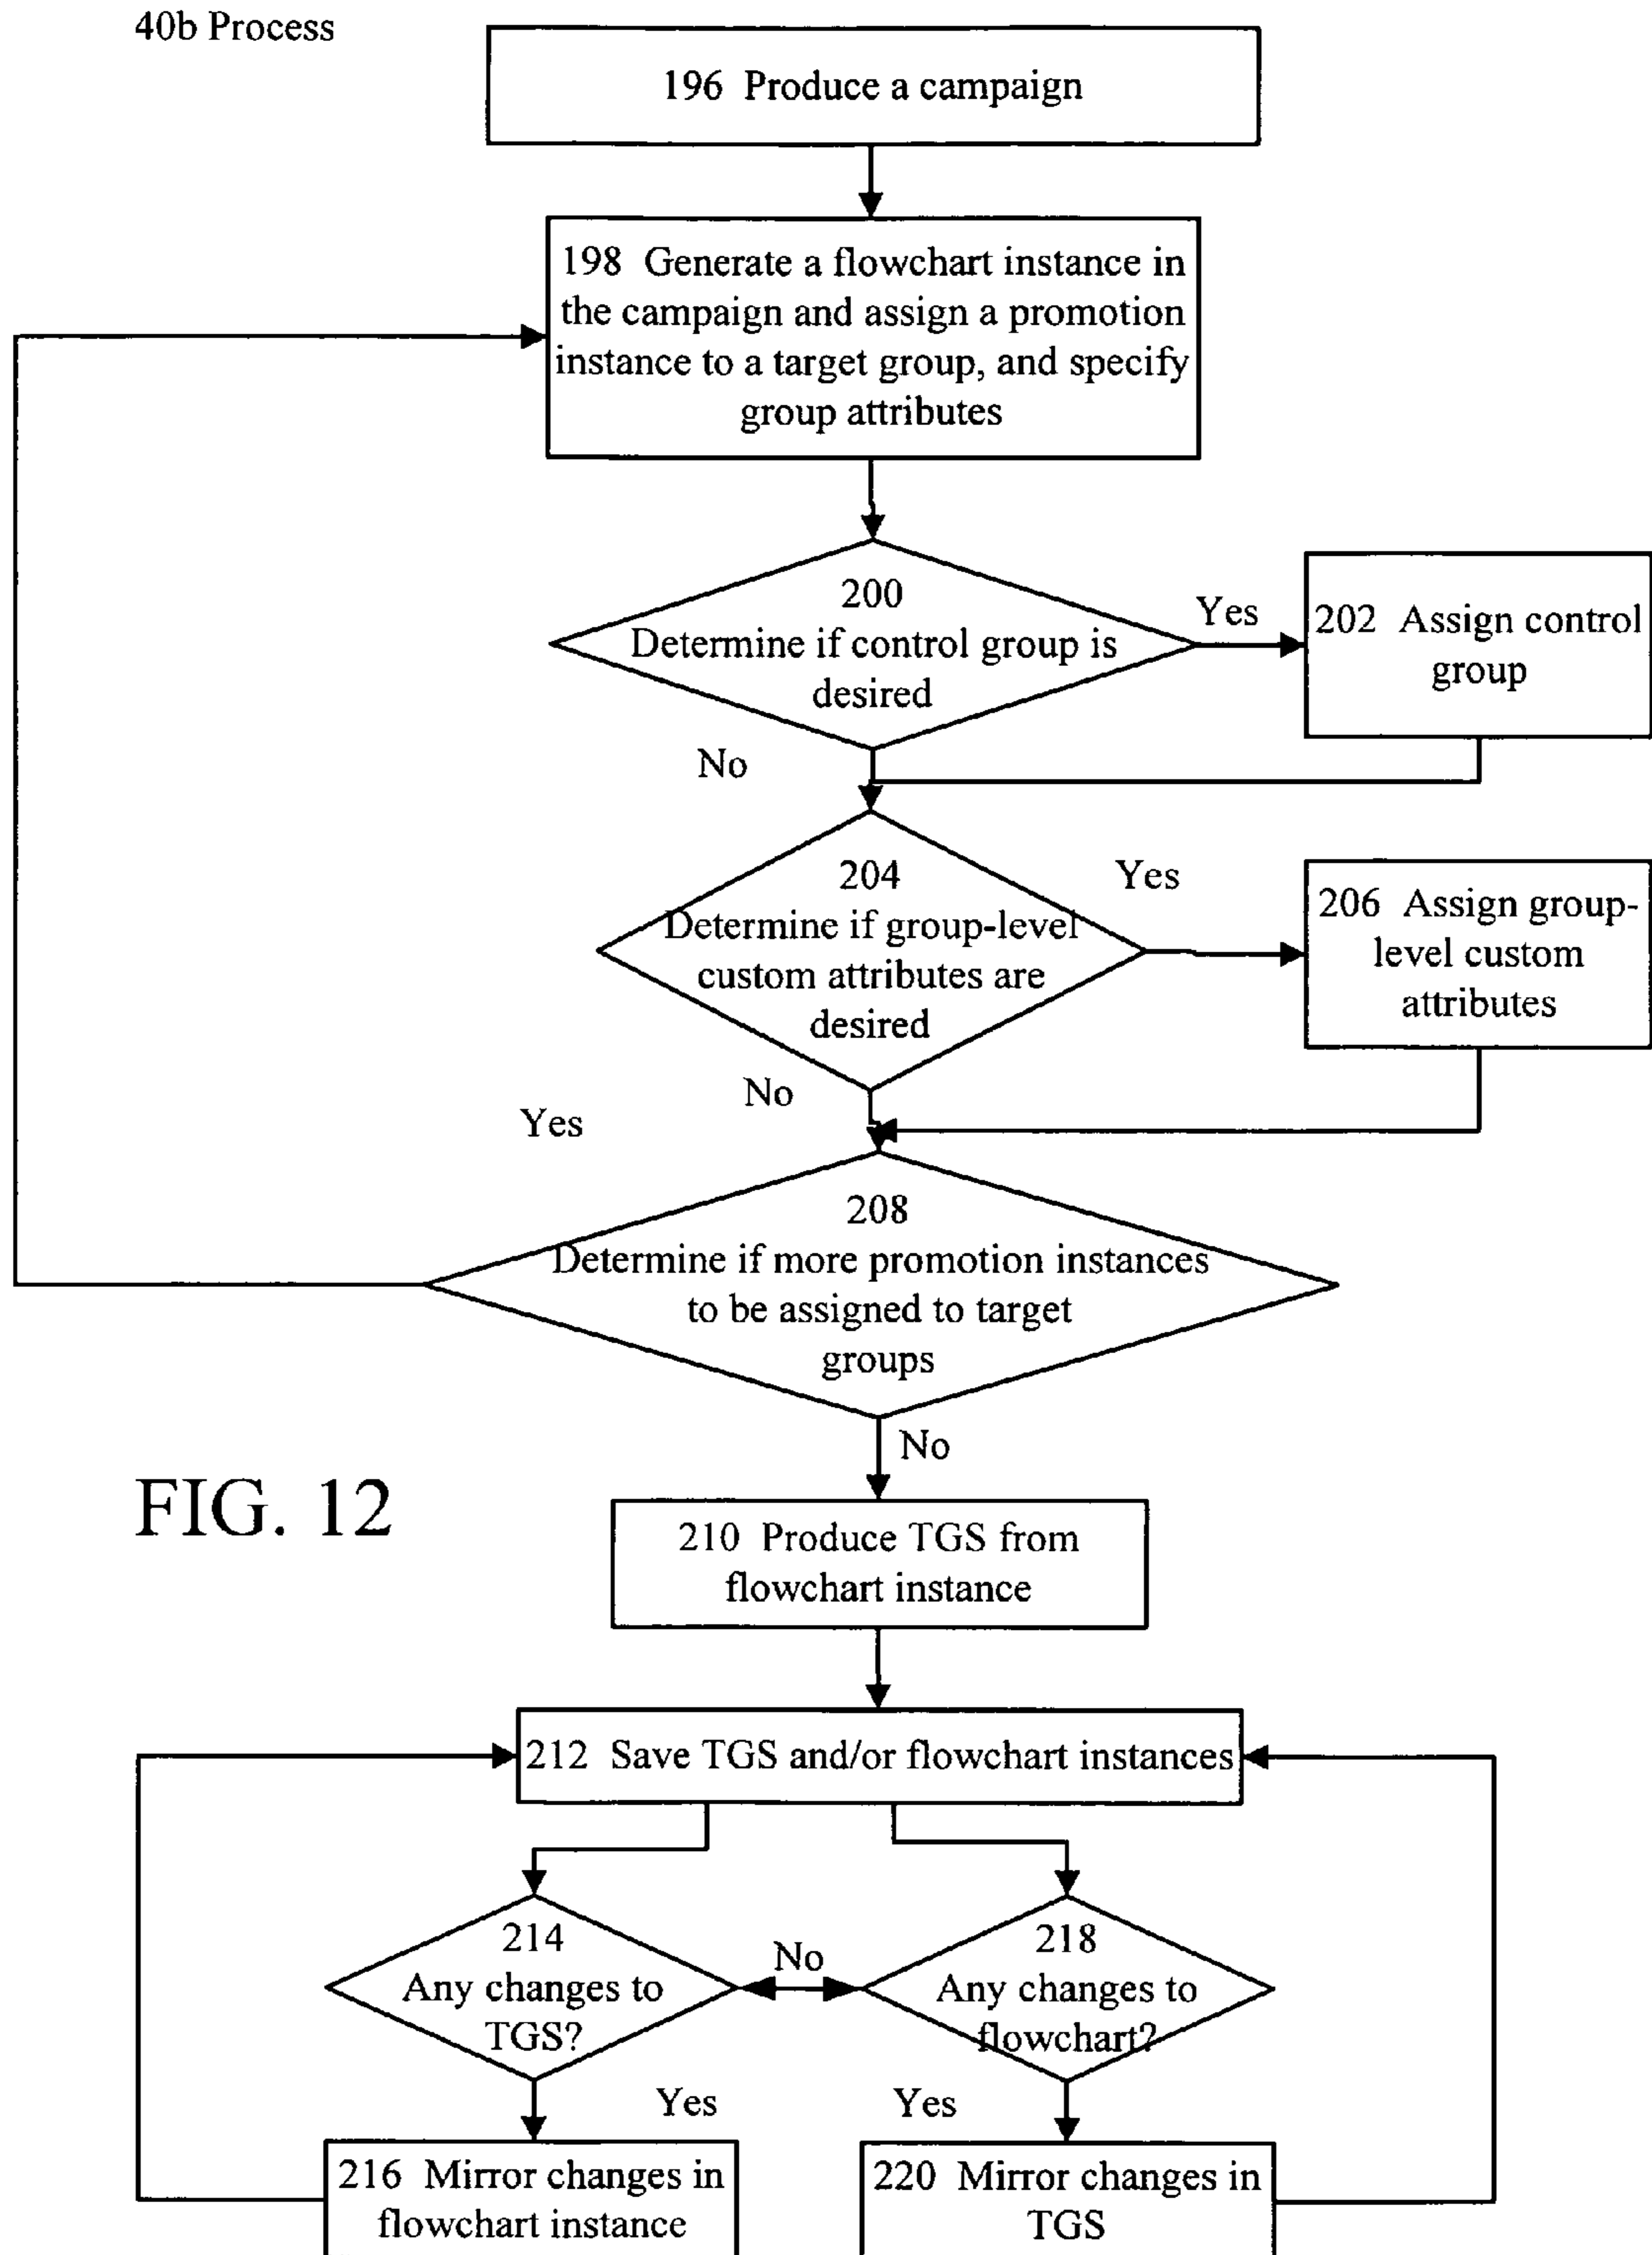 40b Process
196 Produce a campaign
198 Generate a flowchart instance in
the campaign and assign a promotion
instance to a target group, and specify
group attributes
200
Determine if control group is
desired
Yes
202 Assign control
group
No
204
Determine if group-level
custom attributes are
desired
Yes
206 Assign group-
level custom
attributes
No
Yes
208
Determine if more promotion instances
to be assigned to target
groups
No
FIG. 12
210 Produce TGS from
flowchart instance
212 Save TGS and/or flowchart instances
214
Any changes to
TGS?
No
218
Any changes to
flowchart?
Yes
Yes
216 Mirror changes in
flowchart instance
220 Mirror changes in
TGS